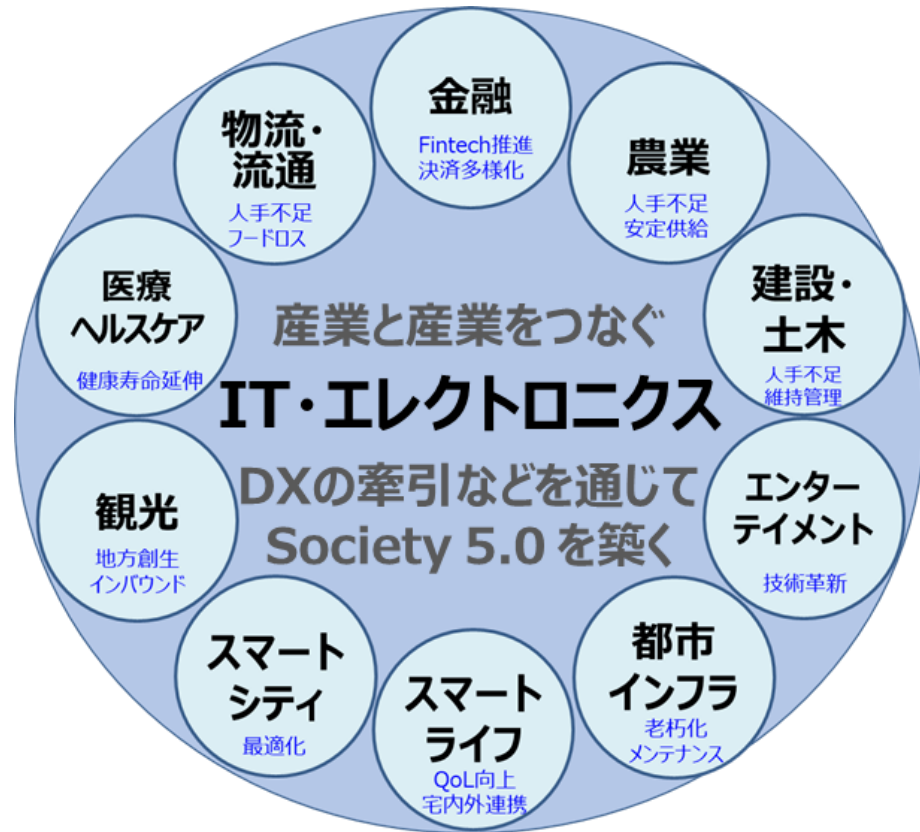 金融
Fintech推進
決済多様化
物流・
流通
人手不足
フードロス
農業
人手不足
安定供給
医療
ヘルスケア
健康寿命延伸
建設・
土木
人手不足
維持管理
産業と産業をつなぐ
IT・エレクトロニクス
DXの牽引などを通じて
Society 5.0 を築く
観光
地方創生
インバウンド
エンター
テイメント
技術革新
スマート
シティ
最適化
スマート
ライフ
QoL向上
宅内外連携
都市
インフラ
老朽化
メンテナンス